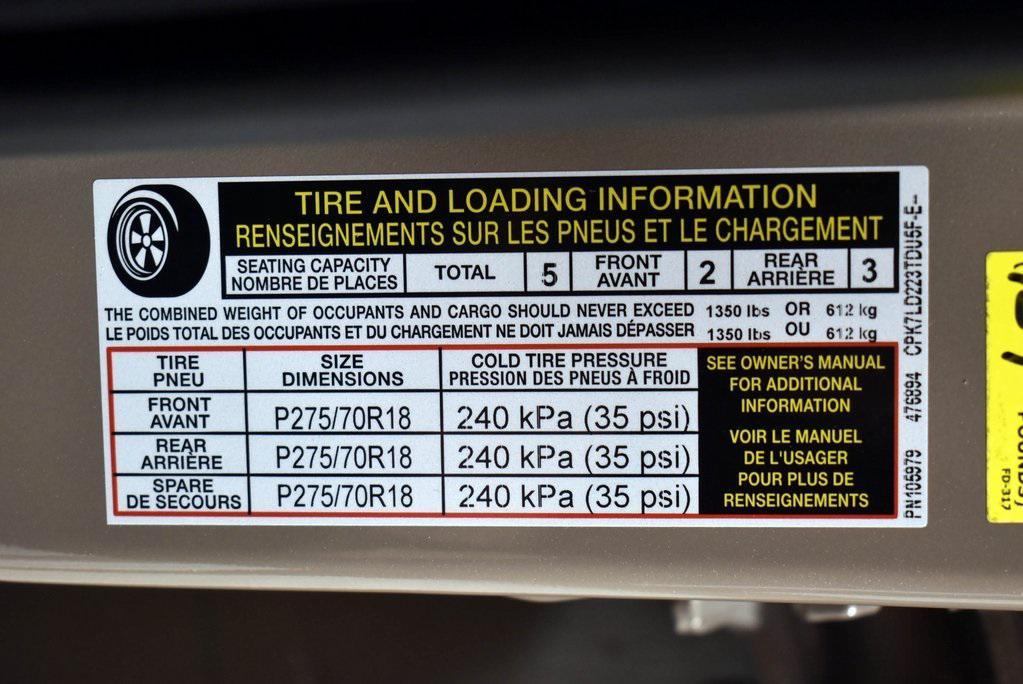 TIRE AND LOADING INFORMATION
RENSEIGNEMENTS SUR LES PNEUS ET LE CHARGEMENT
SEATING CAPACITY
NOMBRE DE PLACES
TOTAL
5
FRONT
AVANT
2
REAR
ARRIÈRE
3
THE COMBINED WEIGHT OF OCCUPANTS AND CARGO SHOULD NEVER EXCEED 1350 lbs OR 612 kg
LE POIDS TOTAL DES OCCUPANTS ET DU CHARGEMENT NE DOIT JAMAIS DÉPASSER 1350 lbs OU 612 kg
TIRE
PNEU
SIZE
DIMENSIONS
COLD TIRE PRESSURE
PRESSION DES PNEUS À FROID
FRONT
AVANT
P275/70R18
240 kPa (35 psi)
REAR
ARRIÈRE
P275/70R18
240 kPa (35 psi)
SPARE
DE SECOURS
P275/70R18
240 kPa (35 psi)
SEE OWNER'S MANUAL
FOR ADDITIONAL
INFORMATION
VOIR LE MANUEL
DE L'USAGER
POUR PLUS DE
RENSEIGNEMENTS
PN105979 476894 CPK7LD223TDU6F-E-
FD-317